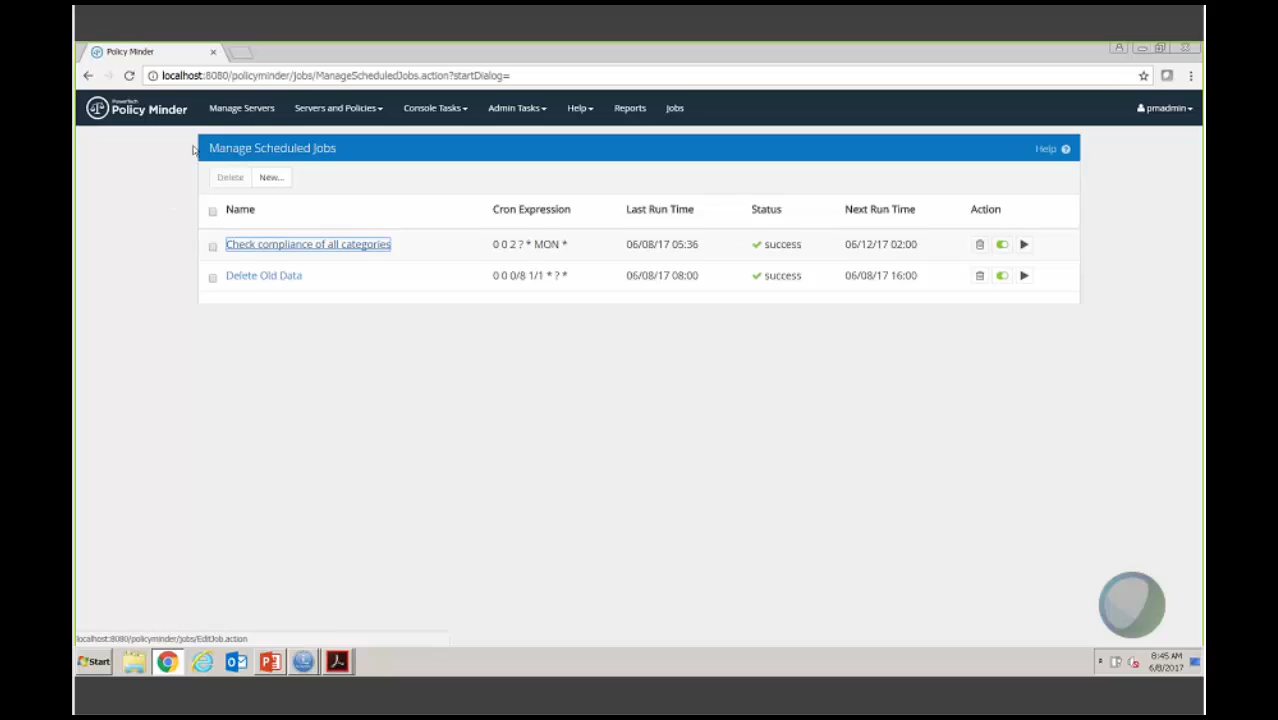 Policy Minder
localhost:8080/policyminder/jobs/ManageScheduledJobs.action?startDialog=
PowerTech
Policy Minder Manage Servers Servers and Policies Console Tasks Admin Tasks Help Reports Jobs pmadmin
Manage Scheduled Jobs Help
Delete New...
Name Cron Expression Last Run Time Status Next Run Time Action
Check compliance of all categories 0 0 2 ? * MON * 06/08/17 05:36 success 06/12/17 02:00
Delete Old Data 0 0 0/8 1/1 * ? * 06/08/17 08:00 success 06/08/17 16:00
localhost:8080/policyminder/jobs/EditJob.action
Start 8:45 AM
6/8/2017